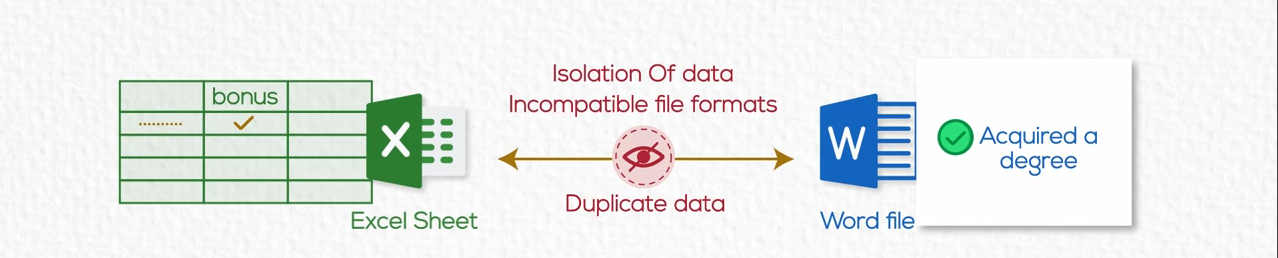 bonus
X
Excel Sheet
Isolation Of data
Incompatible file formats
Duplicate data
W
Word file
Acquired a
degree